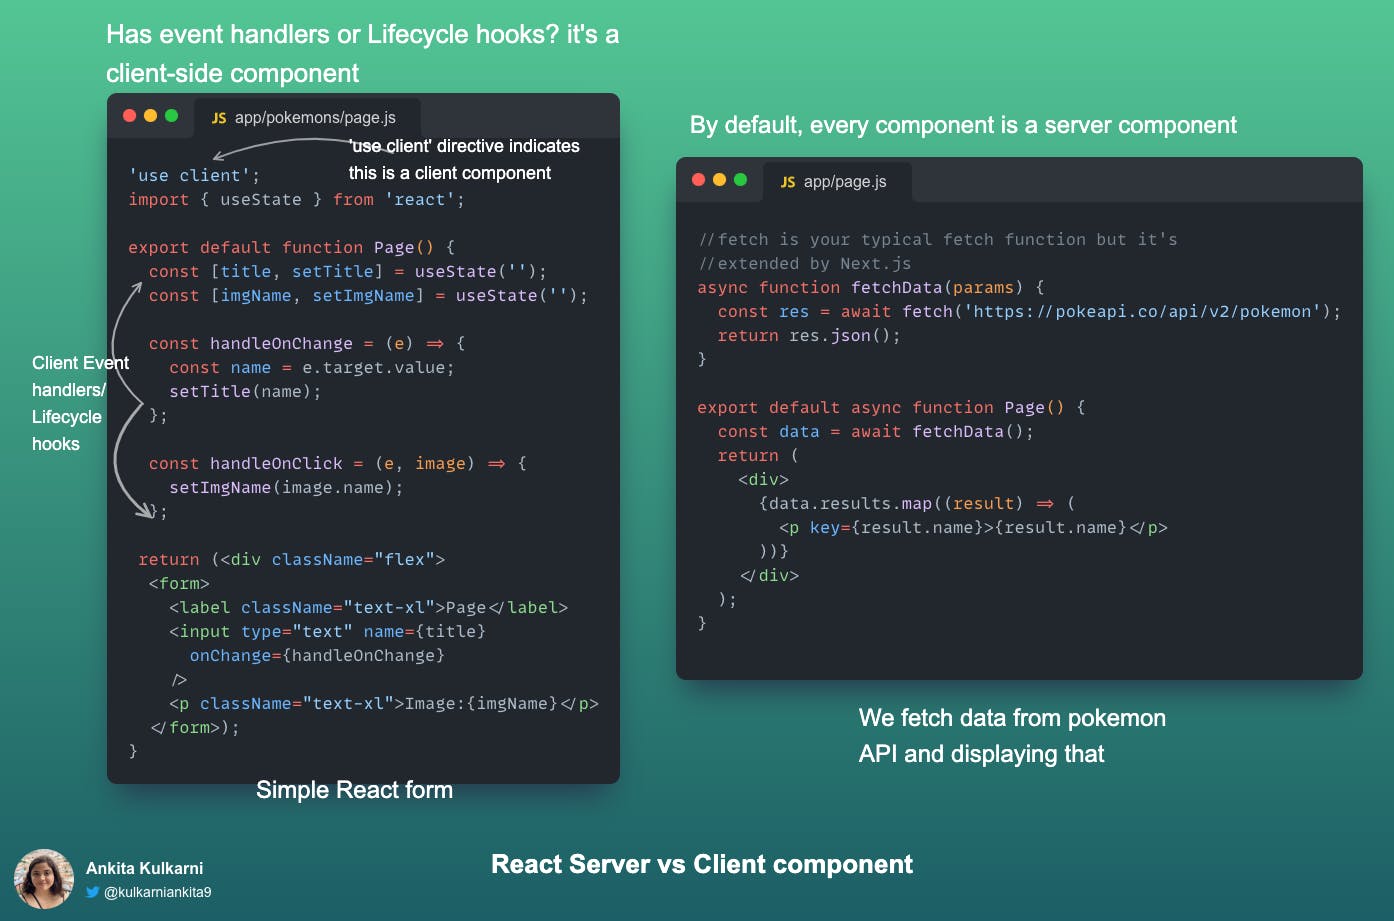 Has event handlers or Lifecycle hooks? it's a
client-side component
JS app/pokemons/page.js
'use client' directive indicates
this is a client component
'use client';
import { useState } from 'react';
export default function Page() {
const [title, setTitle] = useState('');
const [imgName, setImgName] = useState('');
const handleOnChange = (e) => {
const name = e.target.value;
setTitle(name);
};
const handleOnClick = (e, image) => {
setImgName(image.name);
};
return (<div className="flex">
<form>
<label className="text-xl">Page</label>
<input type="text" name={title}
onChange={handleOnChange}
/>
<p className="text-xl">Image:{imgName}</p>
</form>);
}
Client Event
handlers/
Lifecycle
hooks
Simple React form
By default, every component is a server component
JS app/page.js
//fetch is your typical fetch function but it's
//extended by Next.js
async function fetchData(params) {
const res = await fetch('https://pokeapi.co/api/v2/pokemon');
return res.json();
}
export default async function Page() {
const data = await fetchData();
return (
<div>
{data.results.map((result) => (
<p key={result.name}>{result.name}</p>
))}
</div>
);
}
We fetch data from pokemon
API and displaying that
React Server vs Client component
Ankita Kulkarni
@kulkarniankita9